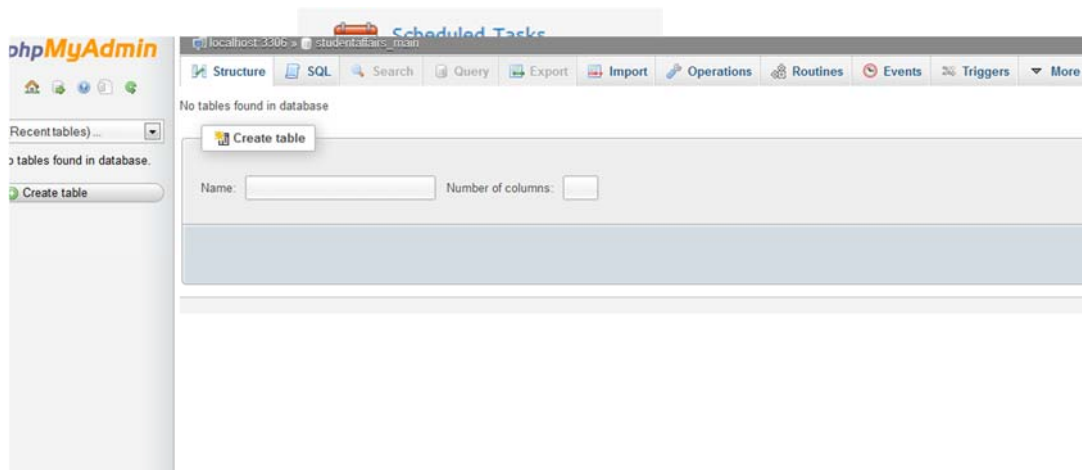 Scheduled Tasks
phpMyAdmin
localhost:3306 » studentaffairs_main
Structure SQL Search Query Export Import Operations Routines Events Triggers More
(Recent tables) ...
No tables found in database
o tables found in database.
Create table
Create table
Name: Number of columns: